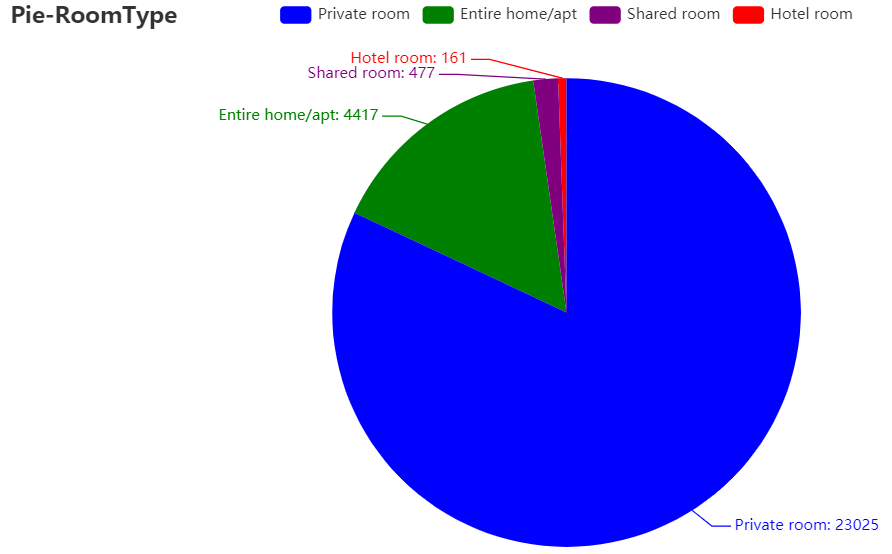 Pie-RoomType
Private room
Entire home/apt
Shared room
Hotel room
Hotel room: 161
Shared room: 477
Entire home/apt: 4417
Private room: 23025